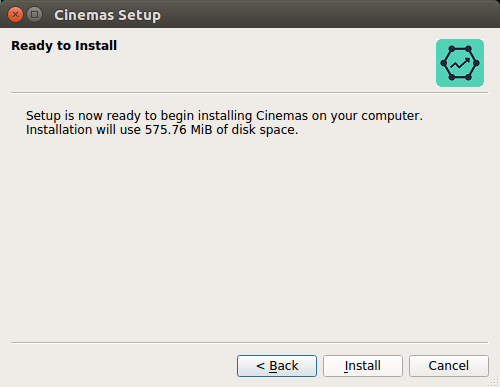 Cinemas Setup
Ready to Install
Setup is now ready to begin installing Cinemas on your computer.
Installation will use 575.76 MiB of disk space.
< Back
Install
Cancel